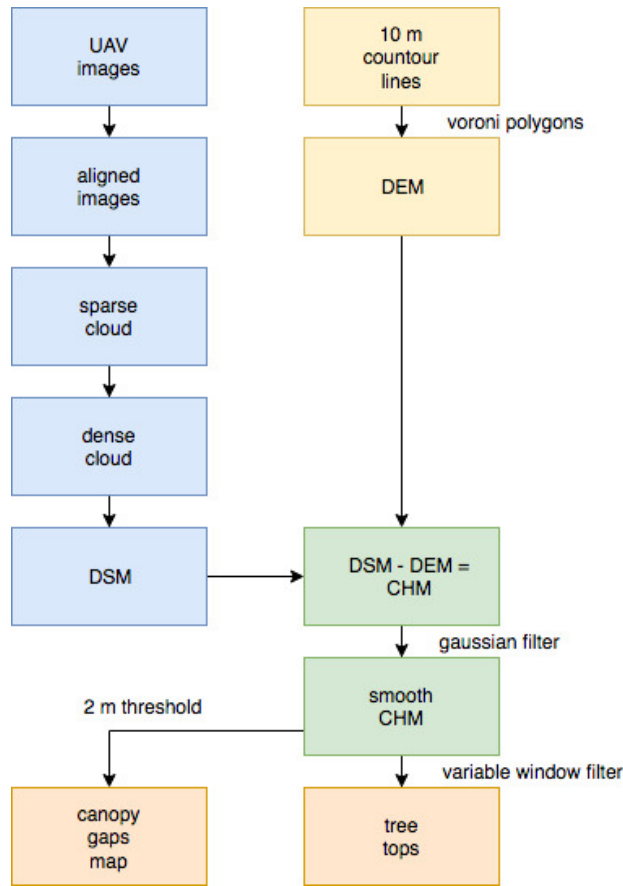 UAV
images
10 m
countour
lines
voroni polygons
aligned
images
DEM
sparse
cloud
dense
cloud
DSM
DSM - DEM =
CHM
gaussian filter
smooth
CHM
2 m threshold
variable window filter
canopy
gaps
map
tree
tops